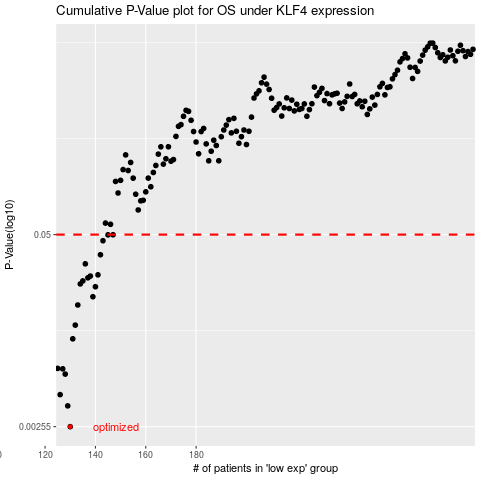 Cumulative P-Value plot for OS under KLF4 expression
P-Value(log10)
0.05
0.00255
optimized
0 120 140 160 180
# of patients in 'low exp' group